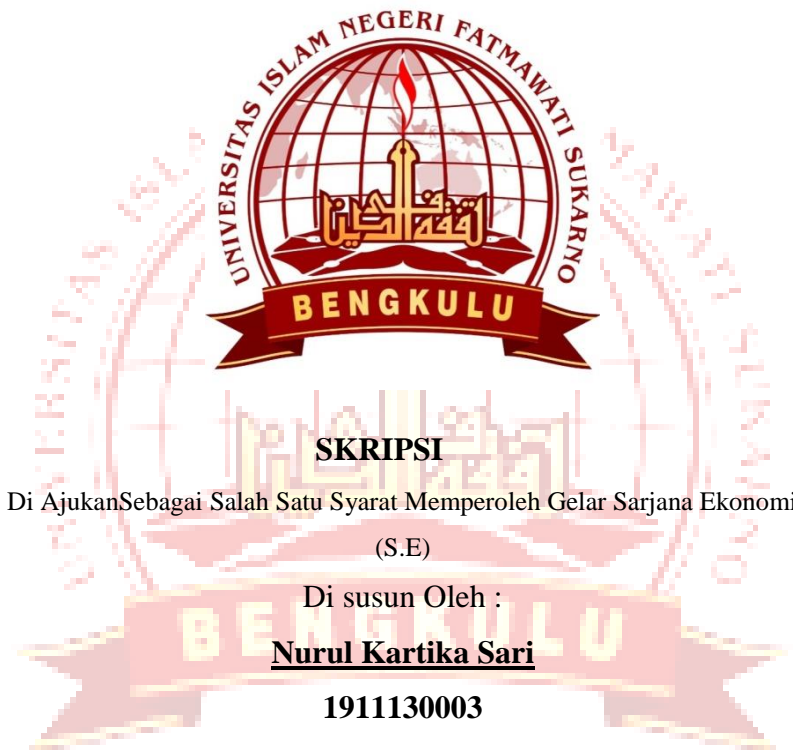 UNIVERSITAS ISLAM NEGERI FATMAWATI SUKARNO
BENGKULU
SKRIPSI
Di AjukanSebagai Salah Satu Syarat Memperoleh Gelar Sarjana Ekonomi
(S.E)
Di susun Oleh :
Nurul Kartika Sari
1911130003